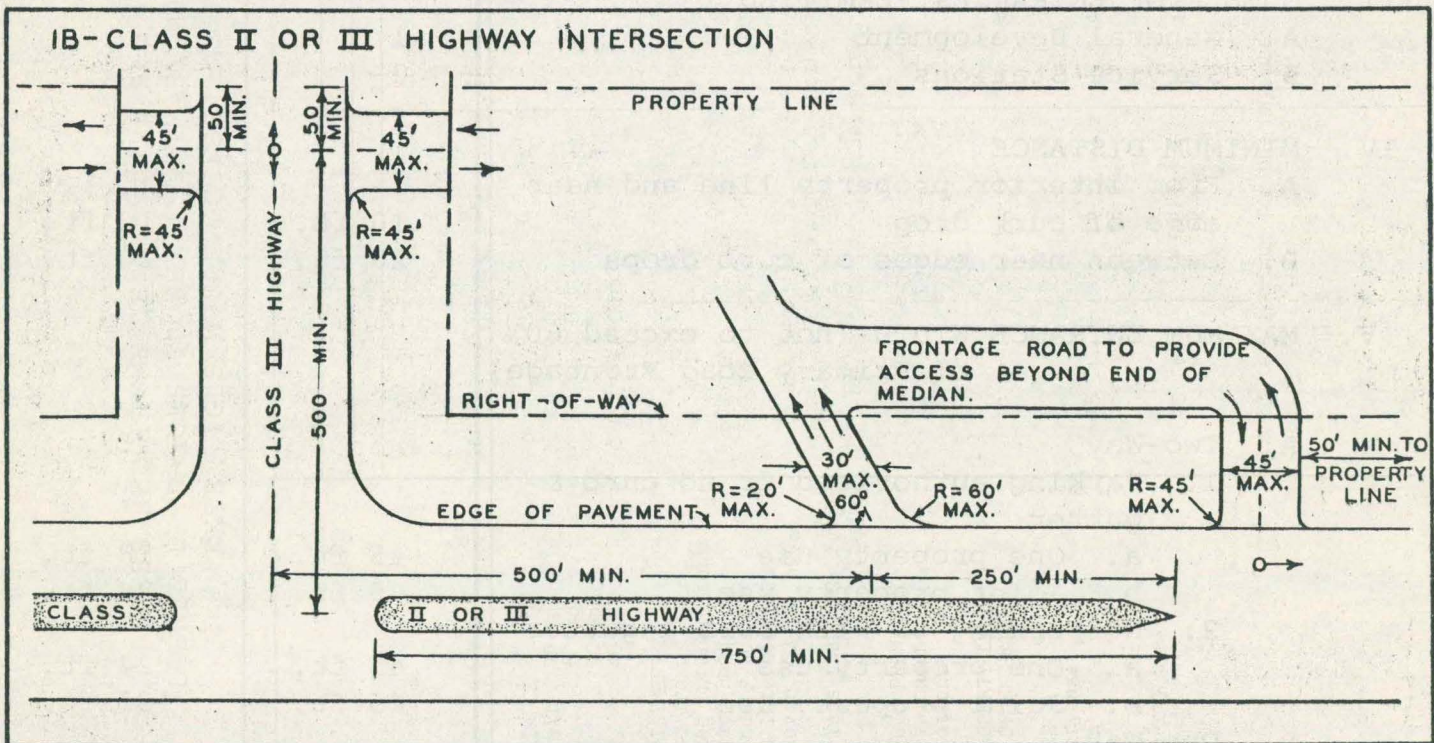 IB-CLASS II OR III HIGHWAY INTERSECTION
PROPERTY LINE
50 MIN.
50 MIN.
45' MAX.
45' MAX.
R=45' MAX.
R=45' MAX.
CLASS III HIGHWAY
500' MIN.
FRONTAGE ROAD TO PROVIDE
ACCESS BEYOND END OF
MEDIAN.
RIGHT-OF-WAY
50' MIN. TO
PROPERTY
LINE
30'
MAX.
60°
R=20'
MAX.
R=60'
MAX.
45'
MAX.
R=45'
MAX.
EDGE OF PAVEMENT
500' MIN.
250' MIN.
CLASS
II OR III HIGHWAY
750' MIN.